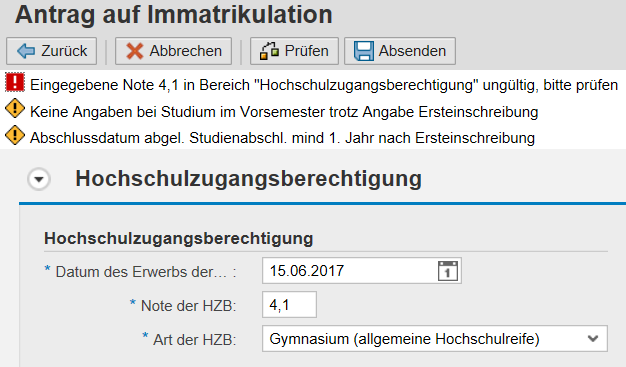 Antrag auf Immatrikulation
Zurück Abbrechen Prüfen Absenden
Eingegebene Note 4,1 in Bereich "Hochschulzugangsberechtigung" ungültig, bitte prüfen
Keine Angaben bei Studium im Vorsemester trotz Angabe Ersteinschreibung
Abschlussdatum abgel. Studienabschl. mind 1. Jahr nach Ersteinschreibung
Hochschulzugangsberechtigung
Hochschulzugangsberechtigung
* Datum des Erwerbs der… : 15.06.2017 1
* Note der HZB: 4,1
* Art der HZB: Gymnasium (allgemeine Hochschulreife)